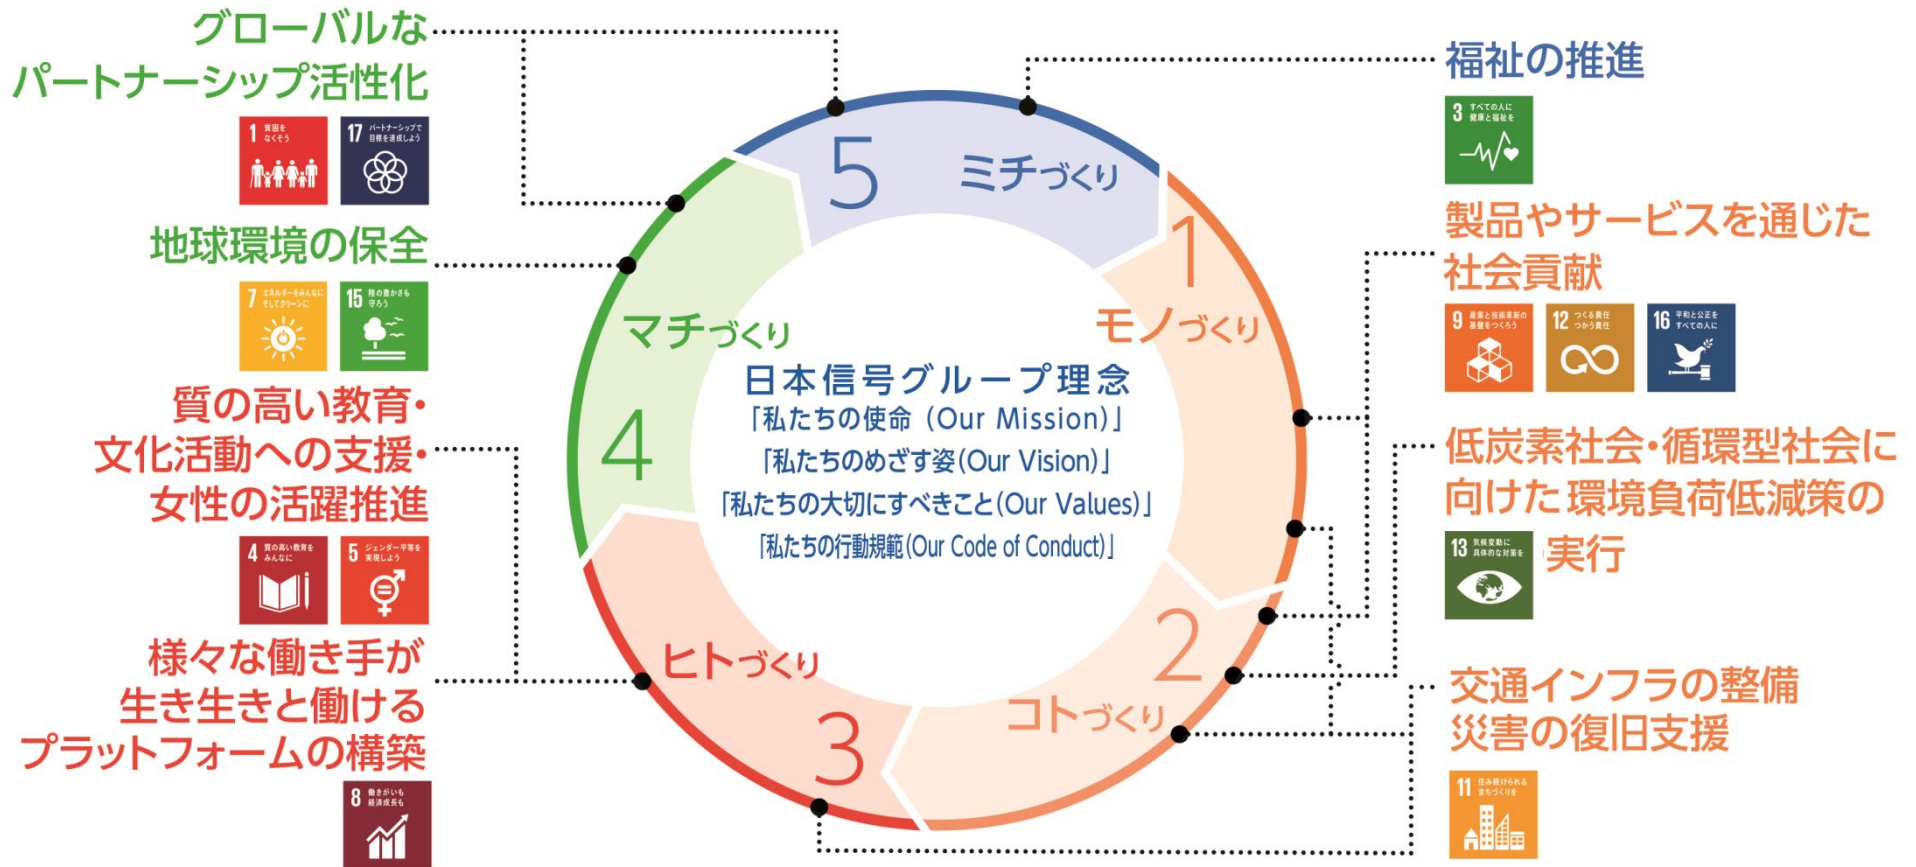 グローバルな
パートナーシップ活性化
1 貧困を
なくそう
17 パートナーシップで
目標を達成しよう
地球環境の保全
7 エネルギーをみんなに
そしてクリーンに
15 陸の豊かさも
守ろう
質の高い教育・
文化活動への支援・
女性の活躍推進
4 質の高い教育を
みんなに
5 ジェンダー平等を
実現しよう
様々な働き手が
生き生きと働ける
プラットフォームの構築
8 働きがいも
経済成長も
5 ミチづくり
1
モノづくり
2
コトづくり
3
ヒトづくり
4
マチづくり
日本信号グループ理念
「私たちの使命 (Our Mission)」
「私たちのめざす姿(Our Vision)」
「私たちの大切にすべきこと(Our Values)」
「私たちの行動規範(Our Code of Conduct)」
福祉の推進
3 すべての人に
健康と福祉を
製品やサービスを通じた
社会貢献
9 産業と技術革新の
基盤をつくろう
12 つくる責任
つかう責任
16 平和と公正を
すべての人に
低炭素社会・循環型社会に
向けた環境負荷低減策の
実行
13 気候変動に
具体的な対策を
交通インフラの整備
災害の復旧支援
11 住み続けられる
まちづくりを